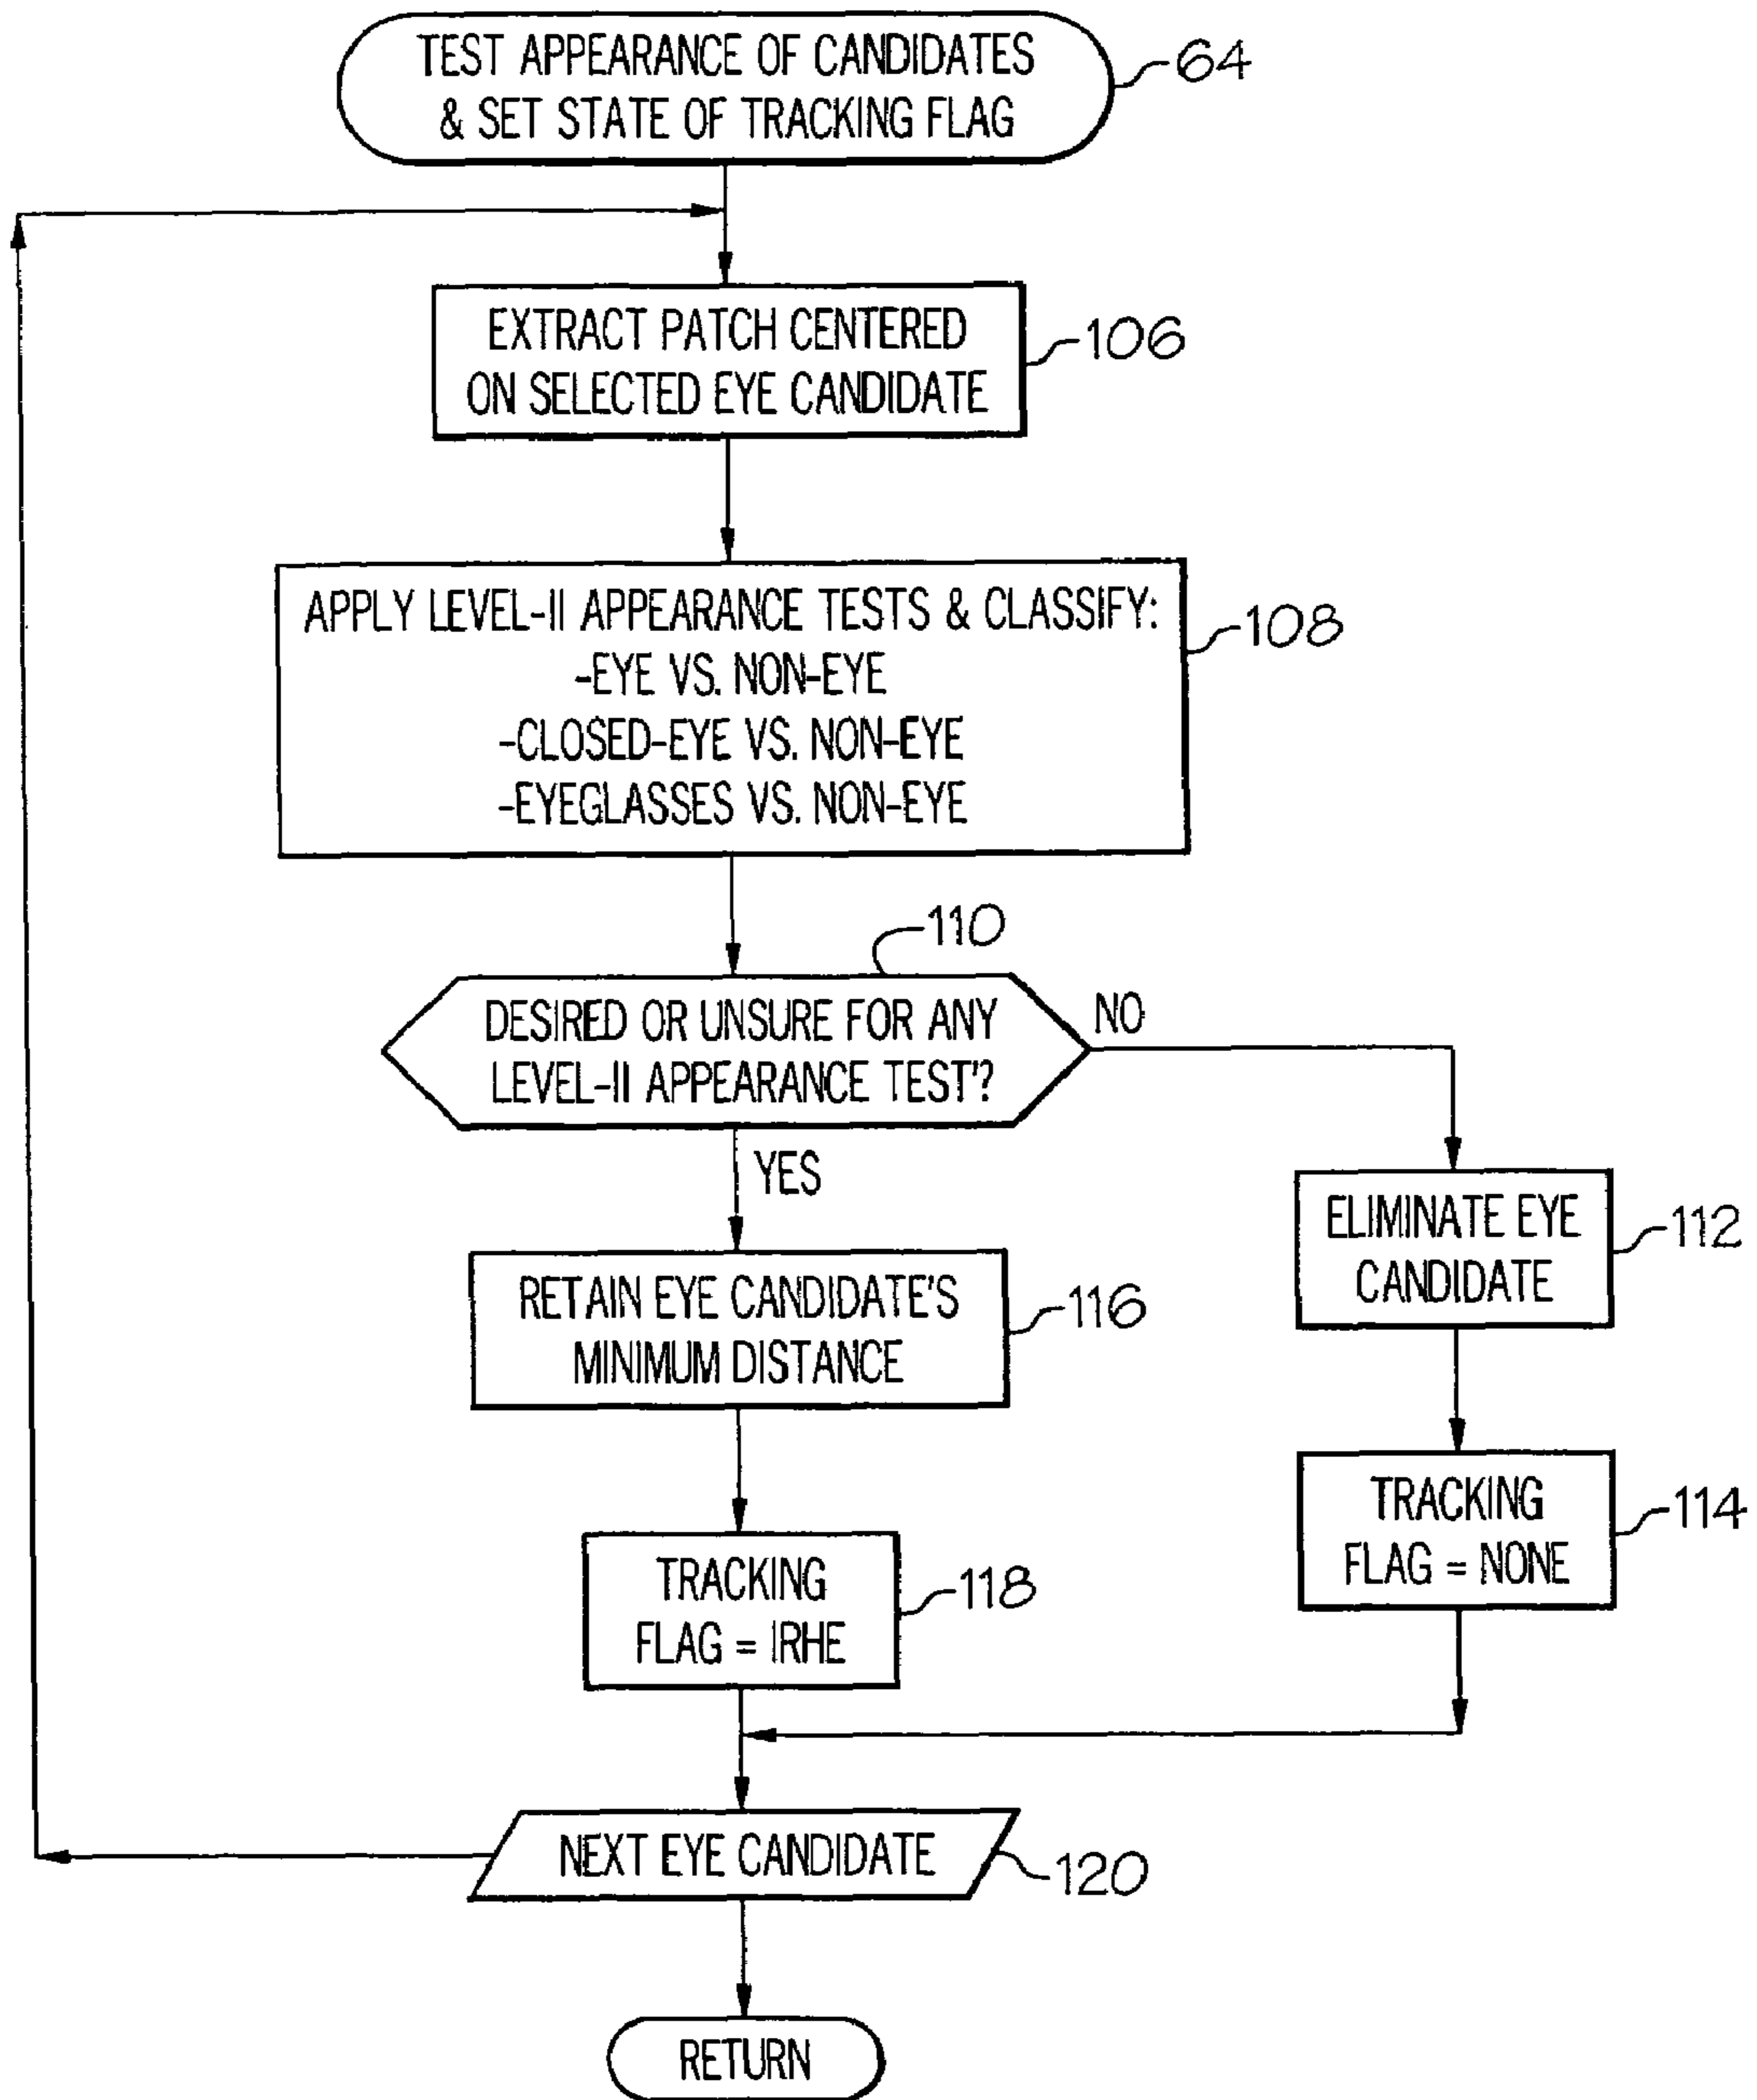 TEST APPEARANCE OF CANDIDATES
& SET STATE OF TRACKING FLAG
64
EXTRACT PATCH CENTERED
ON SELECTED EYE CANDIDATE
106
APPLY LEVEL-II APPEARANCE TESTS & CLASSIFY:
-EYE VS. NON-EYE
-CLOSED-EYE VS. NON-EYE
-EYEGLASSES VS. NON-EYE
108
110
DESIRED OR UNSURE FOR ANY
LEVEL-II APPEARANCE TEST'?
NO
YES
ELIMINATE EYE
CANDIDATE
112
RETAIN EYE CANDIDATE'S
MINIMUM DISTANCE
116
TRACKING
FLAG = NONE
114
TRACKING
FLAG = IRHE
118
NEXT EYE CANDIDATE
120
RETURN